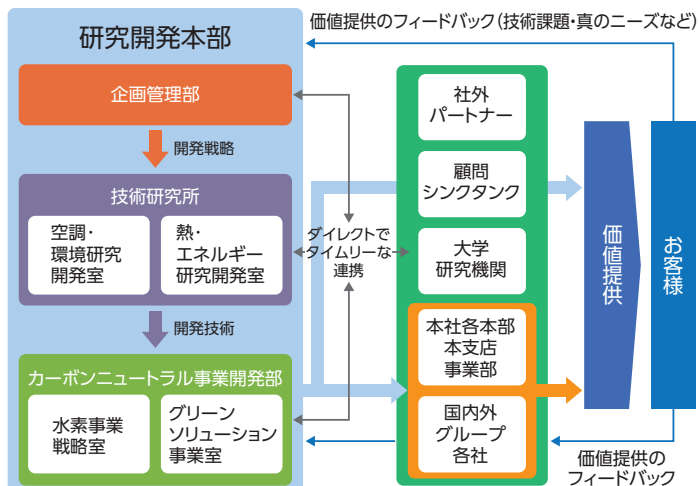 価値提供のフィードバック(技術課題・真のニーズなど)
研究開発本部
企画管理部
開発戦略
技術研究所
空調・
環境研究
開発室
熱・
エネルギー
研究開発室
開発技術
カーボンニュートラル事業開発部
水素事業
戦略室
グリーン
ソリューション
事業室
ダイレクトで
タイムリーな
連携
社外
パートナー
顧問
シンクタンク
大学
研究機関
本社各本部
本支店
事業部
国内外
グループ
各社
価値提供
お客様
価値提供の
フィードバック